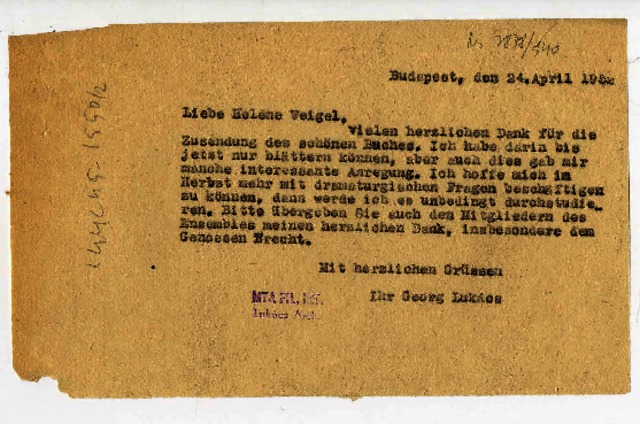 Budapest, den 24.April 1952
Liebe Helene Weigel,
vielen herzlichen Dank für die
Zusendung des schönen Buches. Ich habe darin bis
jetzt nur blättern können, aber auch dies gab mir
manche interessante Anregung. Ich hoffe mich im
Herbst mehr mit dramaturgischen Fragen beschäftigen
zu können, dann werde ich es unbedingt durchstudie_
ren. Bitte übergeben Sie auch den Mitgliedern des
Ensembles meinen herzlichen Dank, insbesondere dem
Genossen Brecht.
Mit herzlichen Grüssen
Ihr Georg Lukács
MTA FIL. INT.
Lukács Arch.